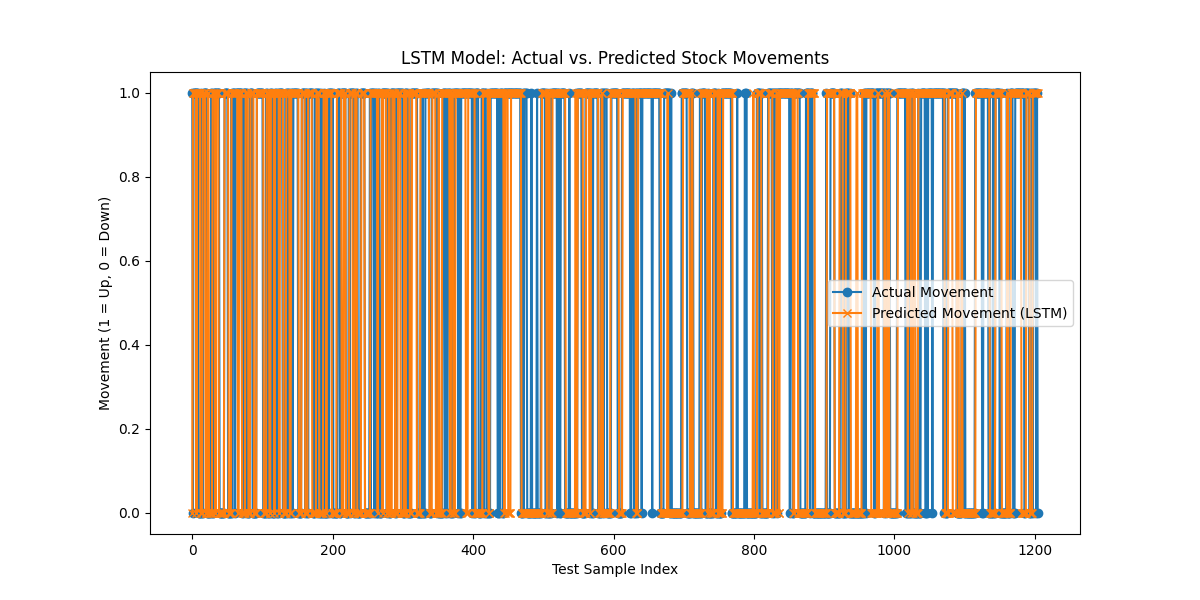 LSTM Model: Actual vs. Predicted Stock Movements
Movement (1 = Up, 0 = Down)
1.0
0.8
0.6
0.4
0.2
0.0
Actual Movement
Predicted Movement (LSTM)
0 200 400 600 800 1000 1200
Test Sample Index